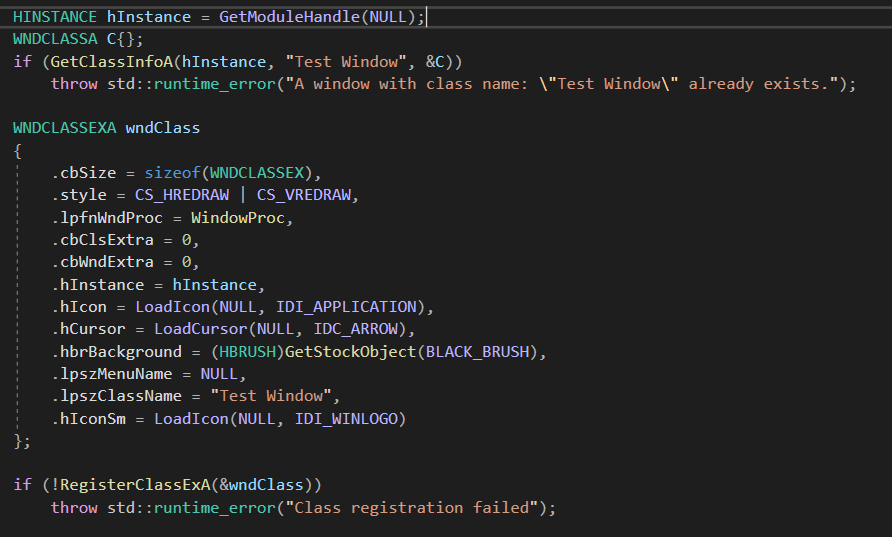 HINSTANCE hInstance = GetModuleHandle(NULL);
WNDCLASSA C{};
if (GetClassInfoA(hInstance, "Test Window", &C))
    throw std::runtime_error("A window with class name: \"Test Window\" already exists.");

WNDCLASSEXA wndClass
{
    .cbSize = sizeof(WNDCLASSEX),
    .style = CS_HREDRAW | CS_VREDRAW,
    .lpfnWndProc = WindowProc,
    .cbClsExtra = 0,
    .cbWndExtra = 0,
    .hInstance = hInstance,
    .hIcon = LoadIcon(NULL, IDI_APPLICATION),
    .hCursor = LoadCursor(NULL, IDC_ARROW),
    .hbrBackground = (HBRUSH)GetStockObject(BLACK_BRUSH),
    .lpszMenuName = NULL,
    .lpszClassName = "Test Window",
    .hIconSm = LoadIcon(NULL, IDI_WINLOGO)
};

if (!RegisterClassExA(&wndClass))
    throw std::runtime_error("Class registration failed");